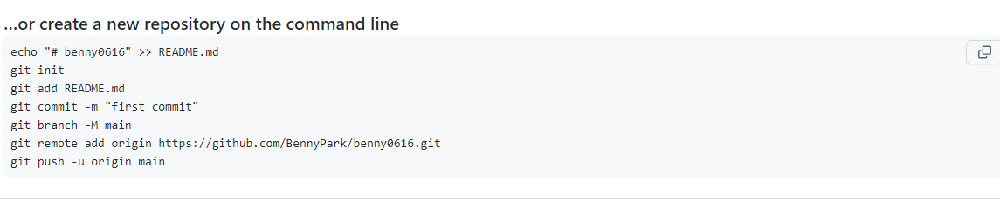 ...or create a new repository on the command line
echo "# benny0616" >> README.md
git init
git add README.md
git commit -m "first commit"
git branch -M main
git remote add origin https://github.com/BennyPark/benny0616.git
git push -u origin main